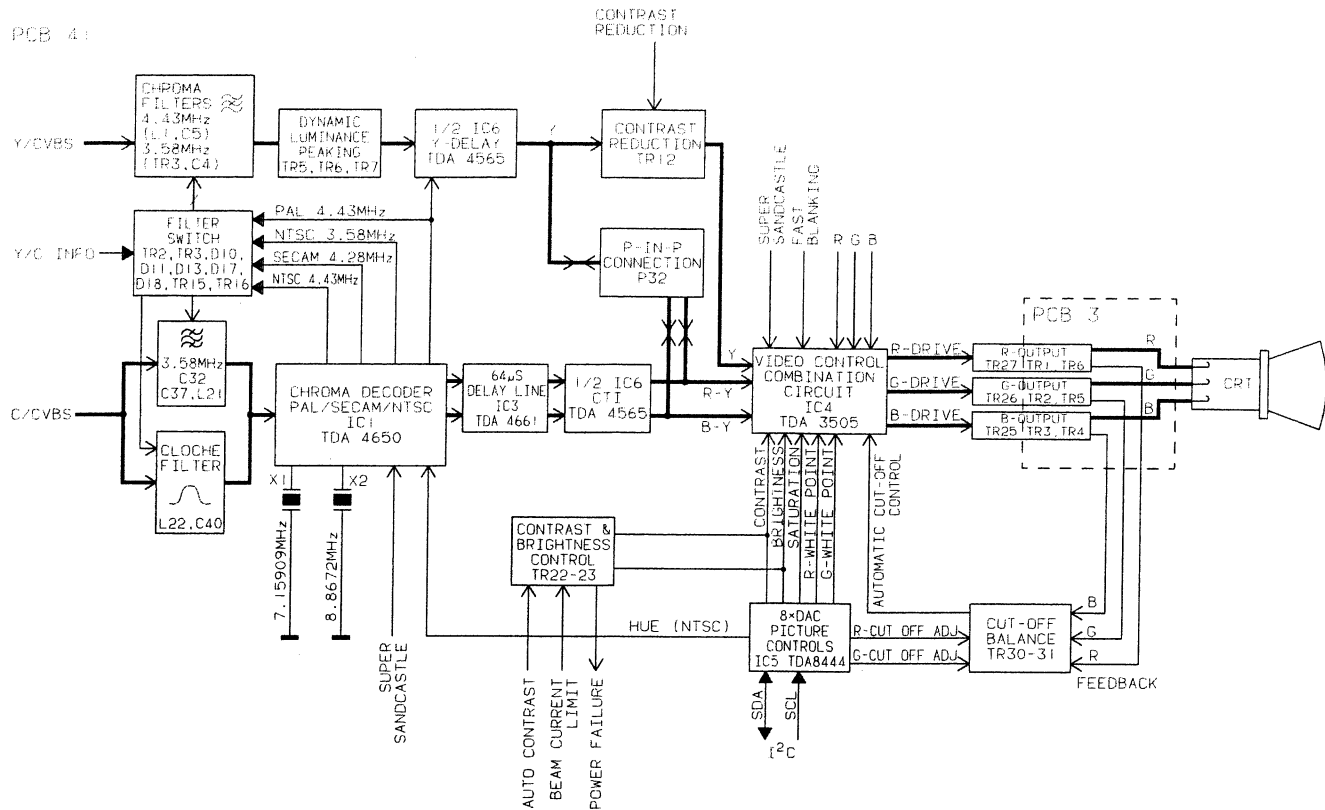 PCB 41
CONTRAST
REDUCTION
Y/CVBS
CHROMA
FILTERS
4.43MHz
(L1,C5)
3.58MHz
(TR3,C4)
DYNAMIC
LUMINANCE
PEAKING
TR5,TR6,TR7
1/2 IC6
Y-DELAY
TDA 4565
Y
CONTRAST
REDUCTION
TR12
SUPER
SANDCASTLE
FAST
BLANKING
R
G
B
Y/C INFO
FILTER
SWITCH
TR2,TR3,D10,
D11,D13,D17,
D18,TR15,TR16
PAL 4.43MHz
NTSC 3.58MHz
SECAM 4.28MHz
NTSC 4.43MHz
P-IN-P
CONNECTION
P32
C/CVBS
3.58MHz
C32
C37,L21
CLOCHE
FILTER
L22,C40
CHROMA DECODER
PAL/SECAM/NTSC
IC1
TDA 4650
64µS
DELAY LINE
IC3
TDA 4661
1/2 IC6
CTI
TDA 4565
Y
R-Y
B-Y
VIDEO CONTROL
COMBINATION
CIRCUIT
IC4
TDA 3505
R-DRIVE
G-DRIVE
B-DRIVE
PCB 3
R-OUTPUT
TR27 TR1, TR6
G-OUTPUT
TR26, TR2, TR5
B-OUTPUT
TR25 TR3, TR4
R
G
B
CRT
X1
X2
7.15909MHz
8.8672MHz
SUPER
SANDCASTLE
CONTRAST &
BRIGHTNESS
CONTROL
TR22-23
AUTO CONTRAST
BEAM CURRENT
LIMIT
POWER FAILURE
HUE (NTSC)
CONTRAST
BRIGHTNESS
SATURATION
R-WHITE POINT
G-WHITE POINT
AUTOMATIC CUT-OFF
CONTROL
8×DAC
PICTURE
CONTROLS
IC5 TDA8444
SDA
SCL
I²C
R-CUT OFF ADJ
G-CUT OFF ADJ
CUT-OFF
BALANCE
TR30-31
B
G
R
FEEDBACK